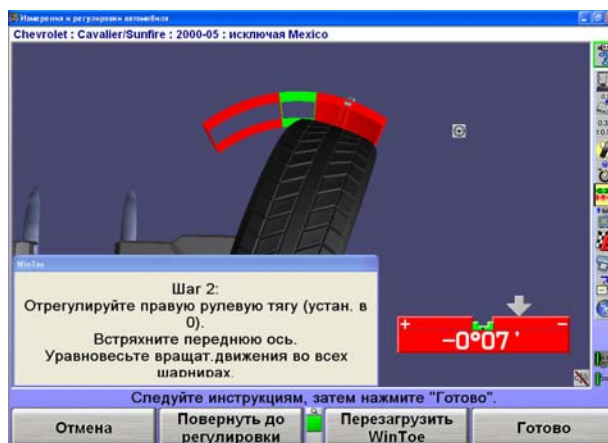 Измерения и регулировки автомобиля
Chevrolet : Cavalier/Sunfire : 2000-05 : исключая Mexico
WinToe
Шаг 2:
Отрегулируйте правую рулевую тягу (устан. в
0).
Встряхните переднюю ось.
Уравновесьте вращат.движения во всех
шарнирах.
+ −
-0°07'
Следуйте инструкциям, затем нажмите "Готово".
Отмена
Повернуть до
регулировки
Перезагрузить
WinToe
Готово